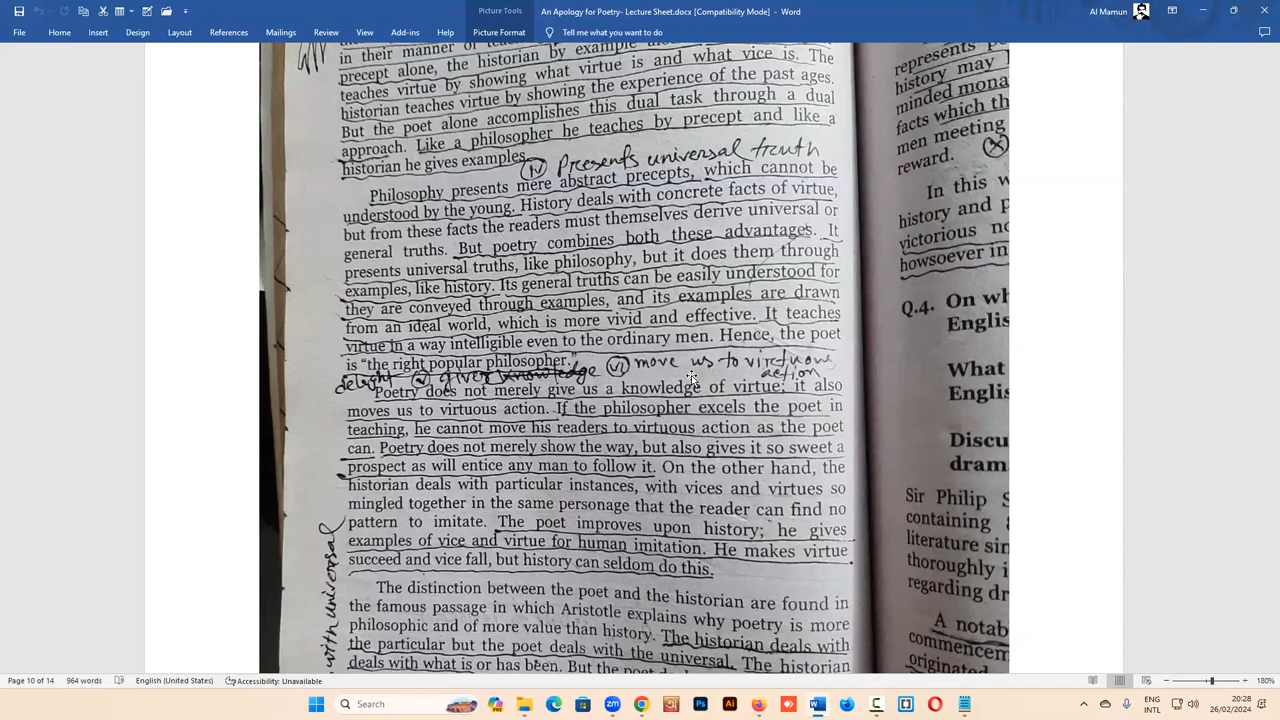 Picture Tools
An Apology for Poetry- Lecture Sheet.docx [Compatibility Mode] - Word
Al Mamun
File Home Insert Design Layout References Mailings Review View Add-ins Help Picture Format Tell me what you want to do
in their manner of
precept alone, the historian by example
teaches virtue by showing what virtue is and what vice is. The
historian teaches virtue by showing the experience of the past ages.
But the poet alone accomplishes this dual task through a dual
approach. Like a philosopher he teaches by precept and like a
historian he gives examples.
(IV) Presents universal truth
Philosophy presents mere abstract precepts, which cannot be
understood by the young. History deals with concrete facts of virtue,
but from these facts the readers must themselves derive universal or
general truths. But poetry combines both these advantages. It
presents universal truths, like philosophy, but it does them through
examples, like history. Its general truths can be easily understood for
they are conveyed through examples, and its examples are drawn
from an ideal world, which is more vivid and effective. It teaches
virtue in a way intelligible even to the ordinary men. Hence, the poet
is “the right popular philosopher.”
delight (V) gives knowledge (VI) move us to virtuous
action
Poetry does not merely give us a knowledge of virtue; it also
moves us to virtuous action. If the philosopher excels the poet in
teaching, he cannot move his readers to virtuous action as the poet
can. Poetry does not merely show the way, but also gives it so sweet a
prospect as will entice any man to follow it. On the other hand, the
historian deals with particular instances, with vices and virtues so
mingled together in the same personage that the reader can find no
pattern to imitate. The poet improves upon history; he gives
examples of vice and virtue for human imitation. He makes virtue
succeed and vice fall, but history can seldom do this.
The distinction between the poet and the historian are found in
the famous passage in which Aristotle explains why poetry is more
philosophic and of more value than history. The historian deals with
the particular but the poet deals with the universal. The historian
deals with what is or has been. But the poet
with universal
represents
history may
minded mona
facts which th
men meeting
reward.
In this w
history and p
victorious no
howsoever in
Q.4. On wh
Englis
What
Englis
Discu
dram
Sir Philip S
containing
literature sin
thoroughly i
regarding dr
A notab
commencem
originated
Page 10 of 14 964 words English (United States) Accessibility: Unavailable 180%
Search
ENG
INTL
20:28
26/02/2024